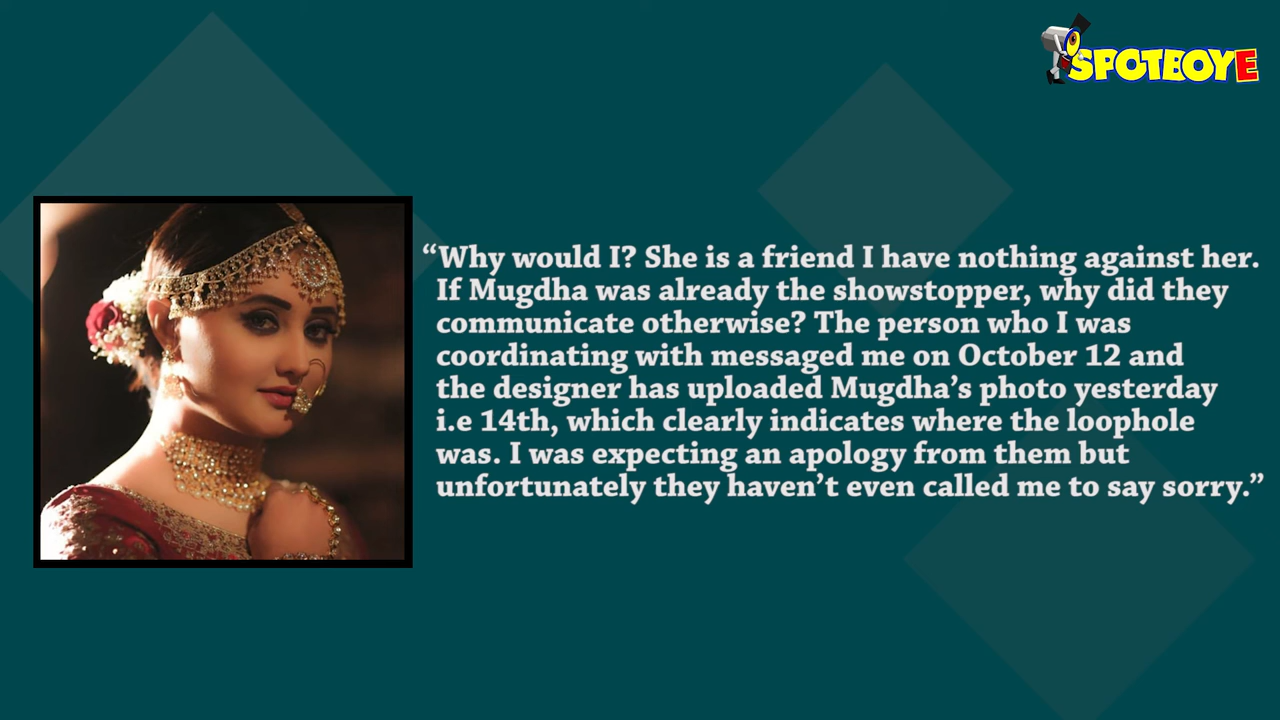 SPOTBOYE
“Why would I? She is a friend I have nothing against her.
If Mugdha was already the showstopper, why did they
communicate otherwise? The person who I was
coordinating with messaged me on October 12 and
the designer has uploaded Mugdha’s photo yesterday
i.e 14th, which clearly indicates where the loophole
was. I was expecting an apology from them but
unfortunately they haven’t even called me to say sorry.”